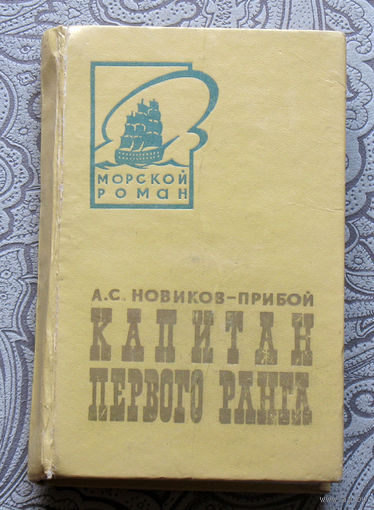 МОРСКОЙ
РОМАН
А.С. НОВИКОВ-ПРИБОЙ
КАПИТАН
ПЕРВОГО РАНГА